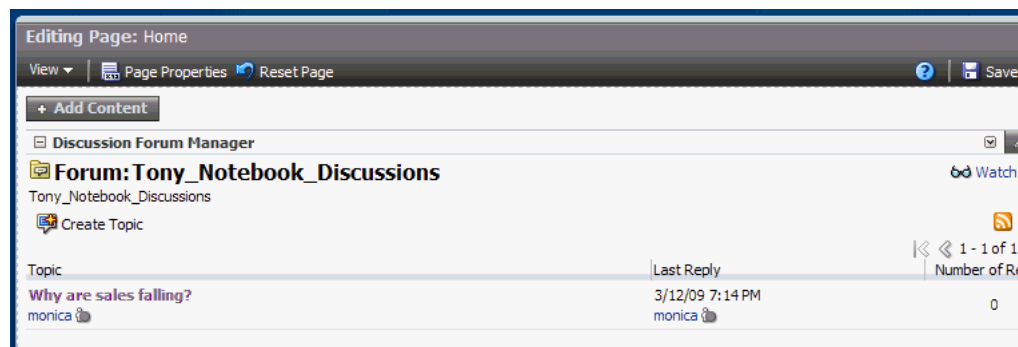 Editing Page: Home
View Page Properties Reset Page Save
+ Add Content
Discussion Forum Manager
Forum: Tony_Notebook_Discussions Watch
Tony_Notebook_Discussions
Create Topic
1 - 1 of 1
Topic Last Reply Number of Re
Why are sales falling? 3/12/09 7:14 PM 0
monica monica